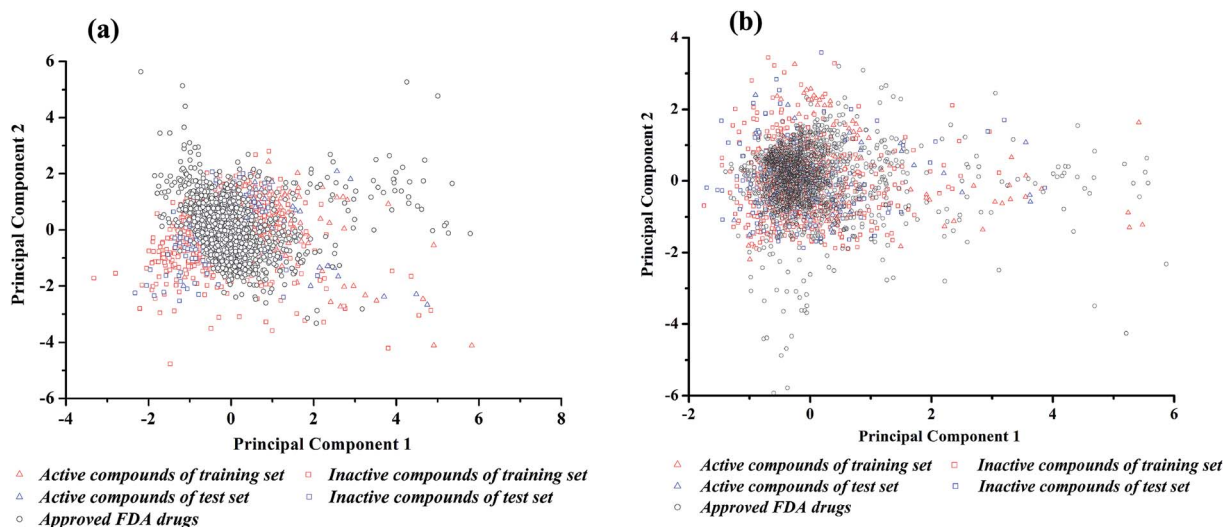 (a)
6
4
2
0
-2
-4
-6
-4
-2
0
2
4
6
8
Principal Component 2
Principal Component 1
Active compounds of training set
Inactive compounds of training set
Active compounds of test set
Inactive compounds of test set
Approved FDA drugs
(b)
4
2
0
-2
-4
-6
-2
0
2
4
6
Principal Component 2
Principal Component 1
Active compounds of training set
Inactive compounds of training set
Active compounds of test set
Inactive compounds of test set
Approved FDA drugs